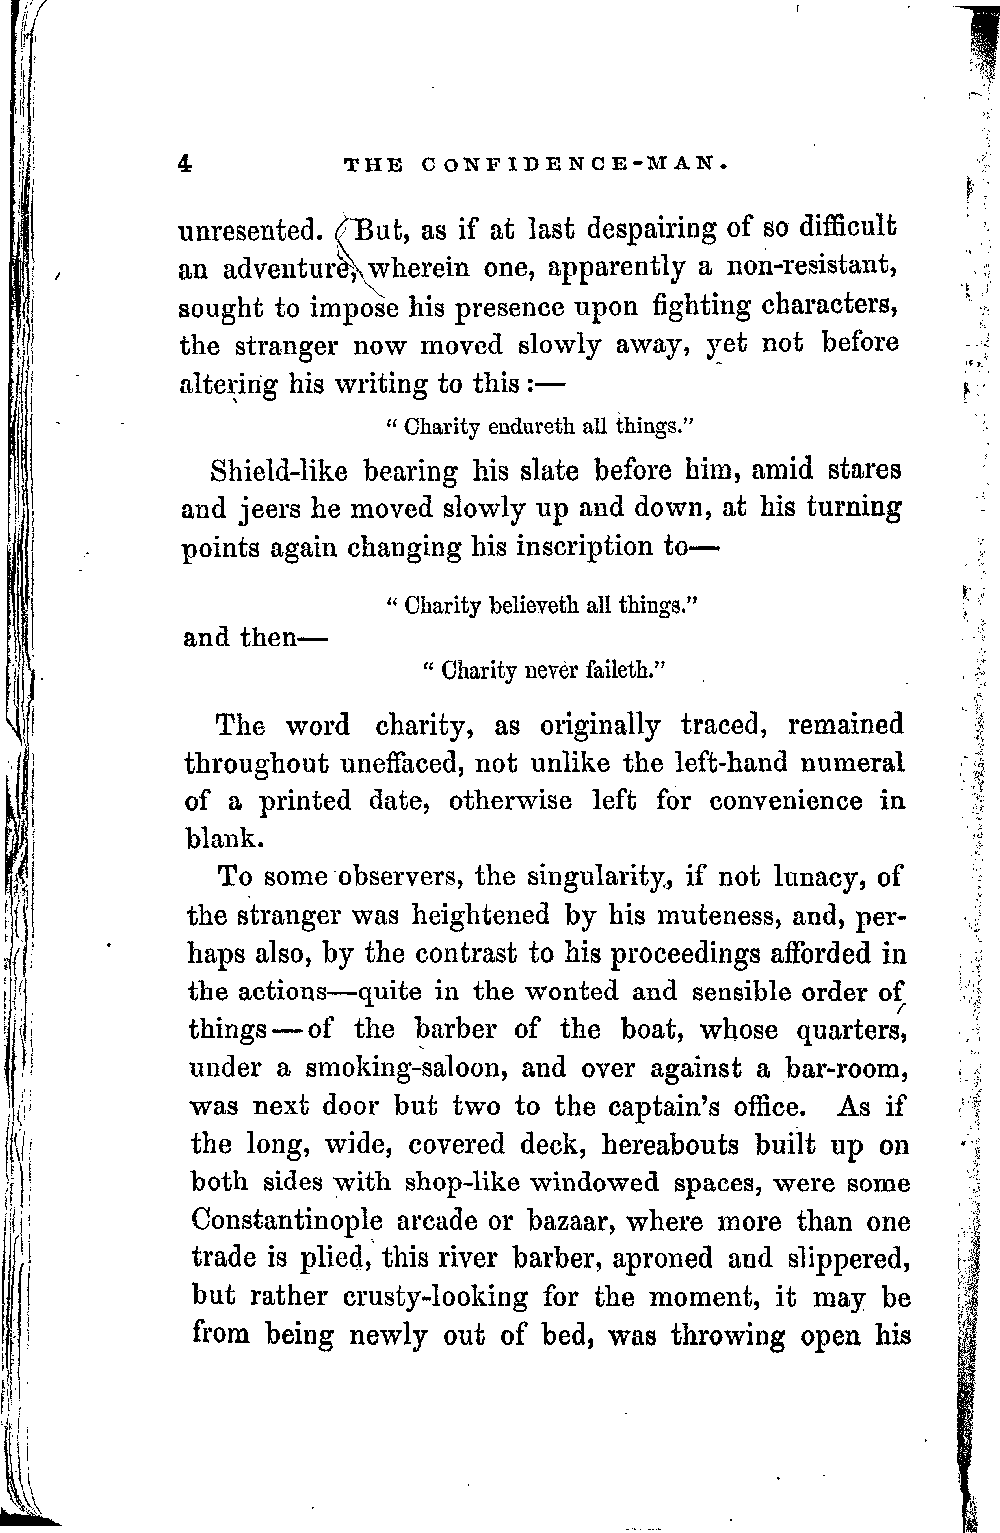 4 THE CONFIDENCE-MAN.
unresented. But, as if at last despairing of so difficult
an adventure, wherein one, apparently a non-resistant,
sought to impose his presence upon fighting characters,
the stranger now moved slowly away, yet not before
altering his writing to this :—
“ Charity endureth all things.”
Shield-like bearing his slate before him, amid stares
and jeers he moved slowly up and down, at his turning
points again changing his inscription to—
“ Charity believeth all things.”
and then—
“ Charity never faileth.”
The word charity, as originally traced, remained
throughout uneffaced, not unlike the left-hand numeral
of a printed date, otherwise left for convenience in
blank.
To some observers, the singularity, if not lunacy, of
the stranger was heightened by his muteness, and, per-
haps also, by the contrast to his proceedings afforded in
the actions—quite in the wonted and sensible order of
things—of the barber of the boat, whose quarters,
under a smoking-saloon, and over against a bar-room,
was next door but two to the captain’s office. As if
the long, wide, covered deck, hereabouts built up on
both sides with shop-like windowed spaces, were some
Constantinople arcade or bazaar, where more than one
trade is plied, this river barber, aproned and slippered,
but rather crusty-looking for the moment, it may be
from being newly out of bed, was throwing open his